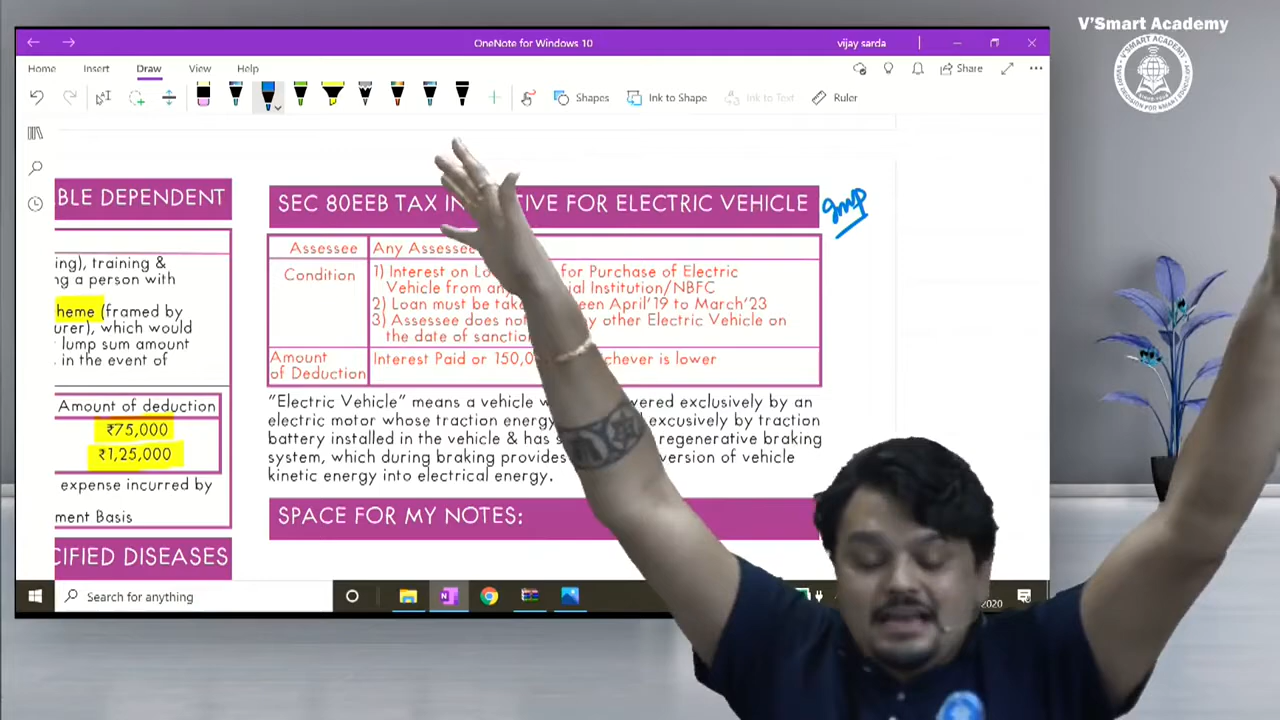 V'Smart Academy
OneNote for Windows 10
vijay sarda
Home Insert Draw View Help
Share
Shapes Ink to Shape Ink to Text Ruler
BLE DEPENDENT
ing), training &
ng a person with
heme (framed by
urer), which would
lump sum amount
. in the event of
Amount of deduction
₹75,000
₹1,25,000
expense incurred by
ment Basis
CIFIED DISEASES
SEC 80EEB TAX IN TIVE FOR ELECTRIC VEHICLE
Imp
Assessee Any Assessee
Condition 1) Interest on Lo for Purchase of Electric
Vehicle from any ial Institution/NBFC
2) Loan must be take een April'19 to March'23
3) Assessee does not y other Electric Vehicle on
the date of sanction
Amount of Deduction Interest Paid or 150,0 chever is lower
"Electric Vehicle" means a vehicle w wered exclusively by an
electric motor whose traction energy excusively by traction
battery installed in the vehicle & has s regenerative braking
system, which during braking provides version of vehicle
kinetic energy into electrical energy.
SPACE FOR MY NOTES:
Search for anything
2020